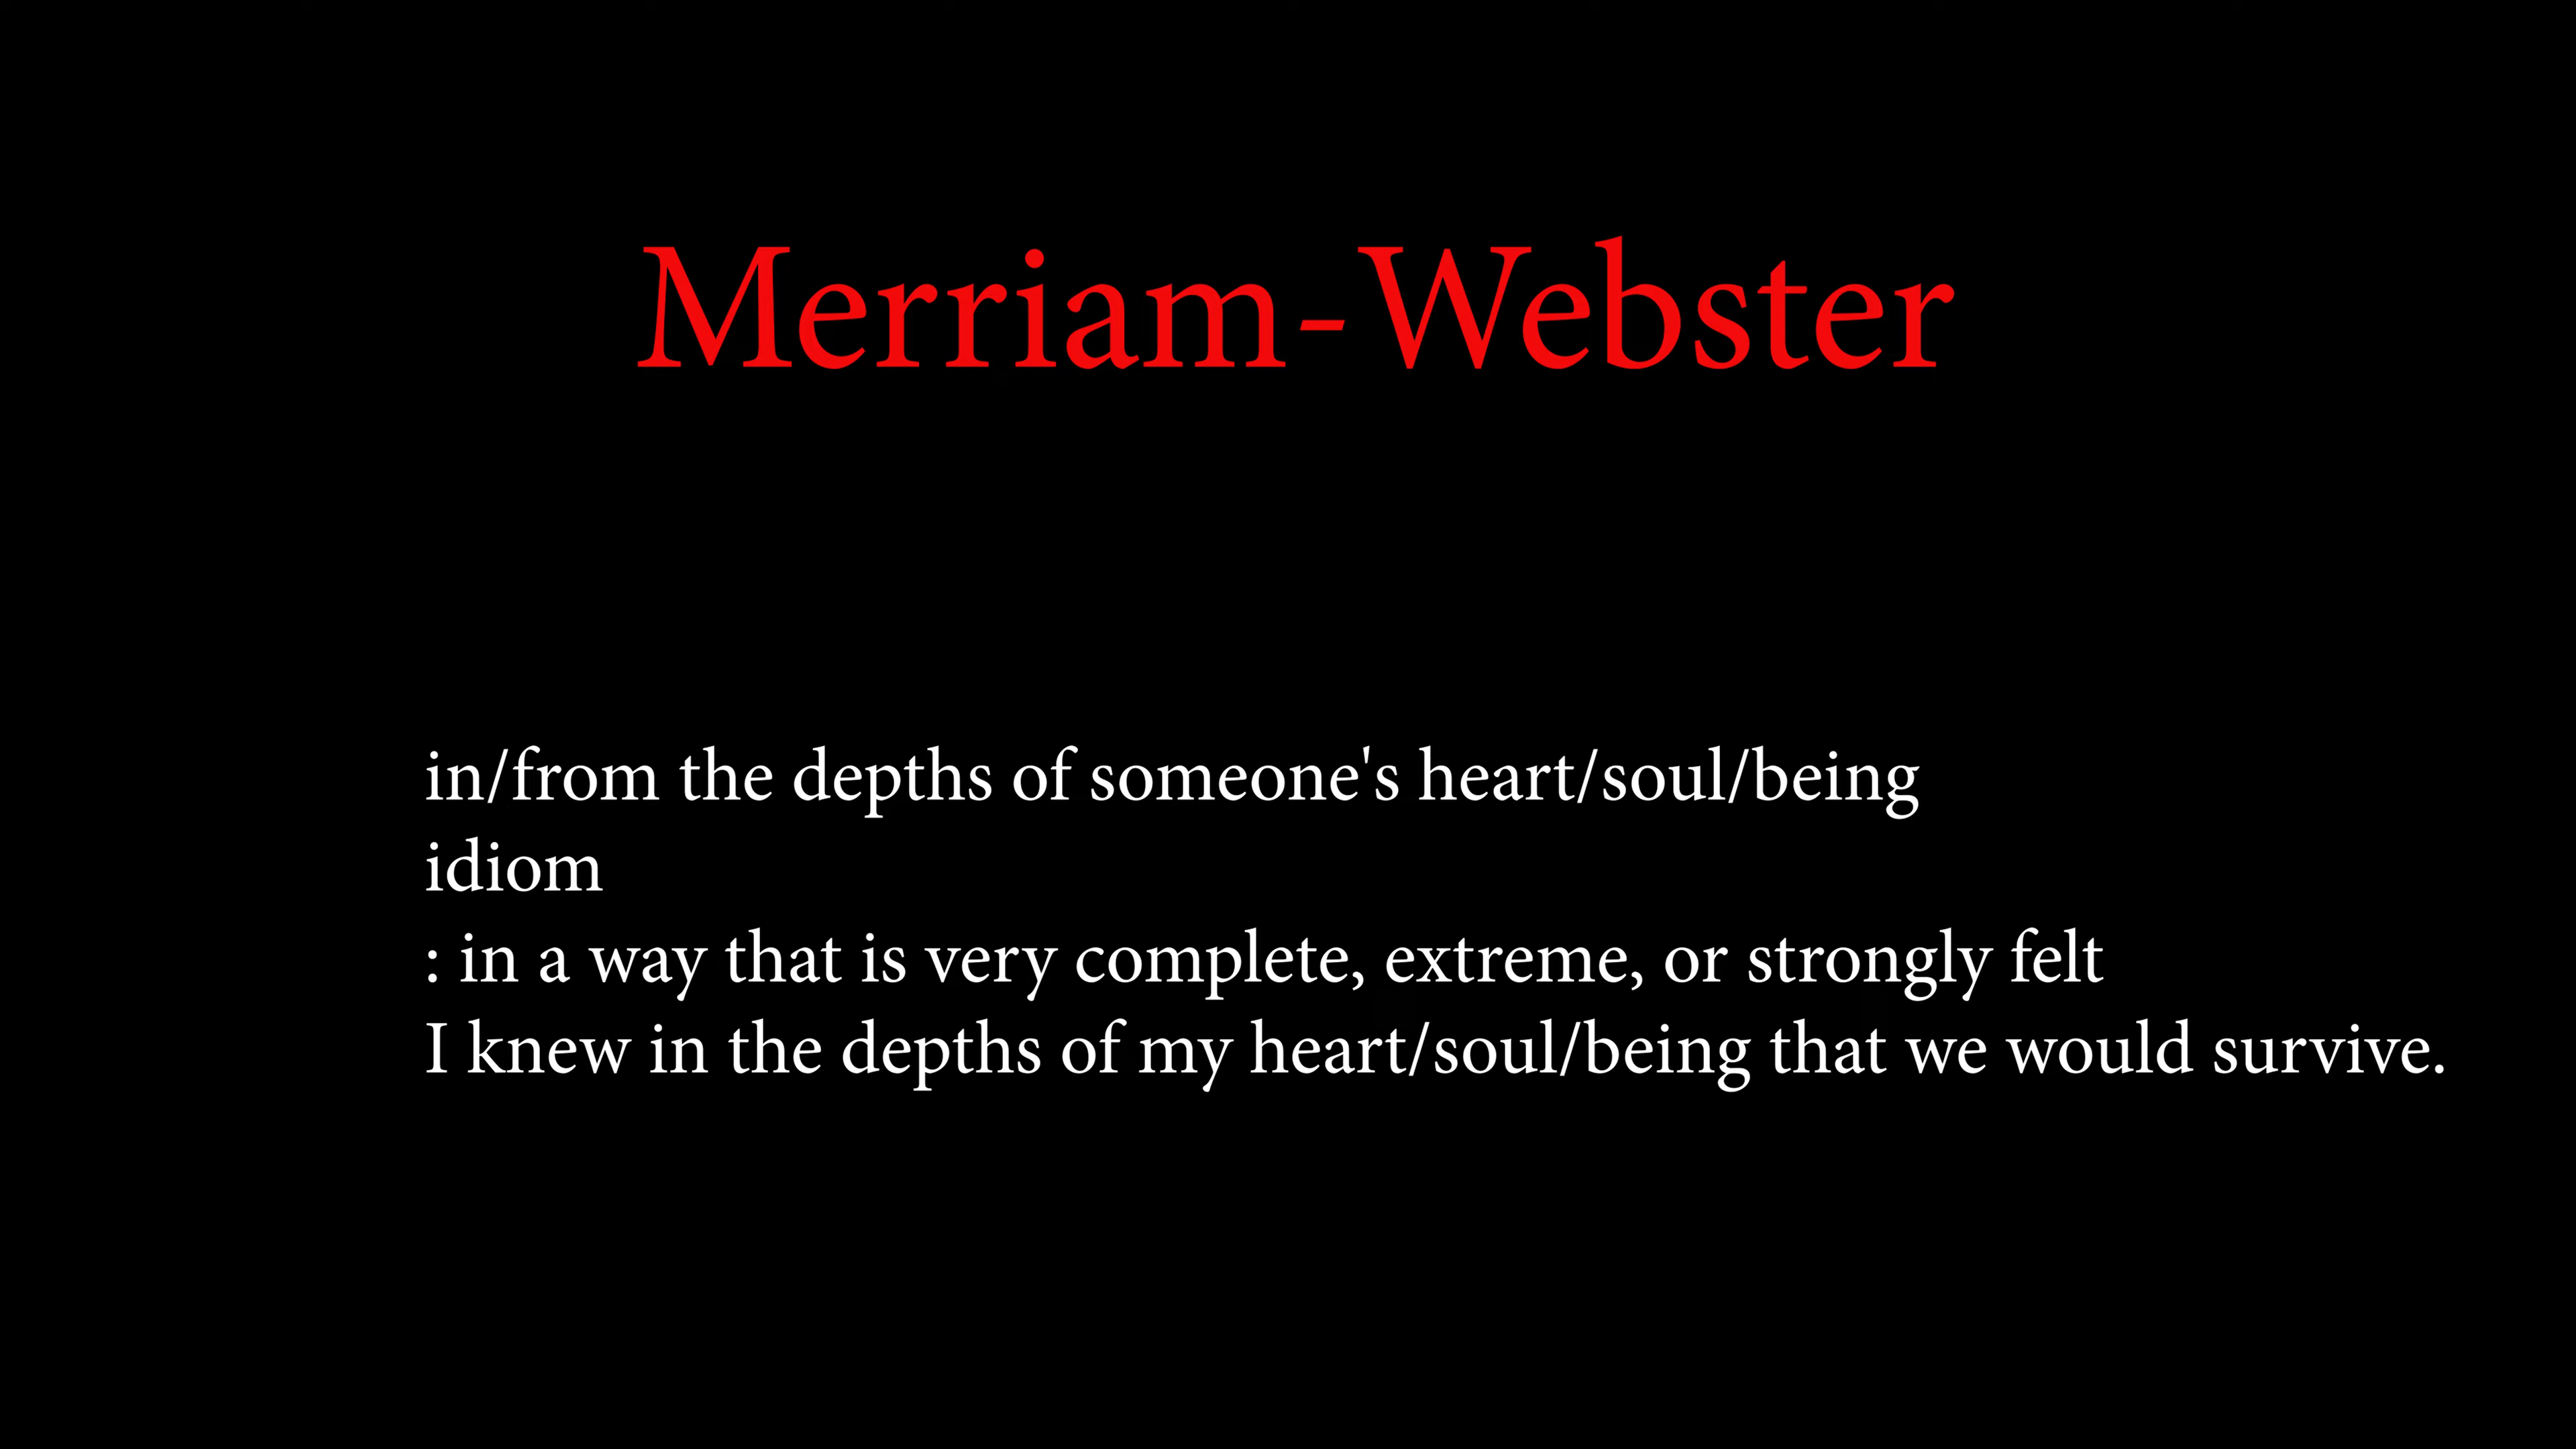 Merriam-Webster
in/from the depths of someone's heart/soul/being
idiom
: in a way that is very complete, extreme, or strongly felt
I knew in the depths of my heart/soul/being that we would survive.